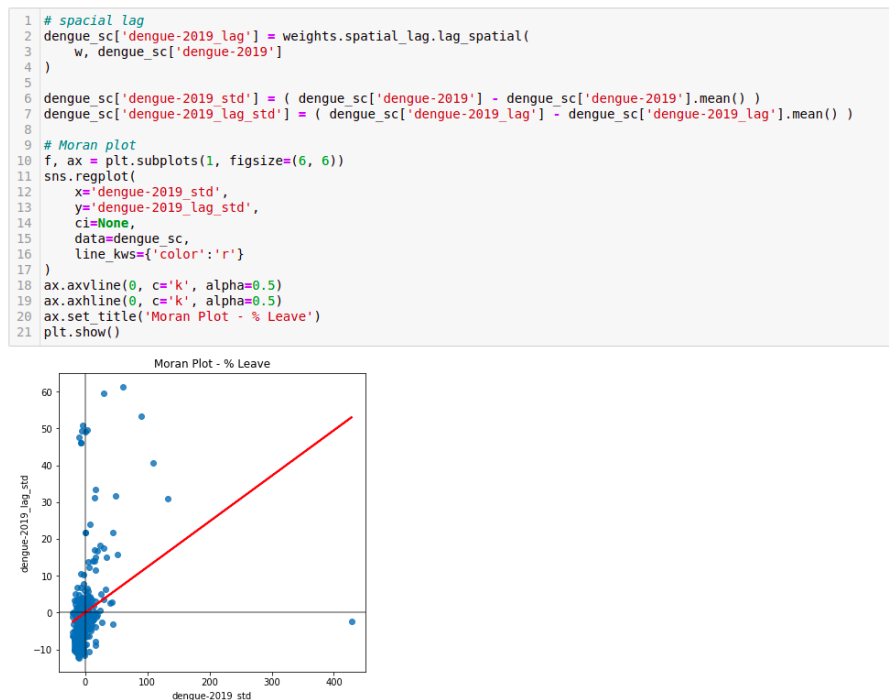 1 # spacial lag
2 dengue_sc['dengue-2019_lag'] = weights.spatial_lag.lag_spatial(
3     w, dengue_sc['dengue-2019']
4 )
5
6 dengue_sc['dengue-2019_std'] = ( dengue_sc['dengue-2019'] - dengue_sc['dengue-2019'].mean() )
7 dengue_sc['dengue-2019_lag_std'] = ( dengue_sc['dengue-2019_lag'] - dengue_sc['dengue-2019_lag'].mean() )
8
9 # Moran plot
10 f, ax = plt.subplots(1, figsize=(6, 6))
11 sns.regplot(
12     x='dengue-2019_std',
13     y='dengue-2019_lag_std',
14     ci=None,
15     data=dengue_sc,
16     line_kws={'color':'r'}
17 )
18 ax.axvline(0, c='k', alpha=0.5)
19 ax.axhline(0, c='k', alpha=0.5)
20 ax.set_title('Moran Plot - % Leave')
21 plt.show()
Moran Plot - % Leave
60
50
40
30
20
10
0
−10
dengue-2019_lag_std
0 100 200 300 400
dengue-2019_std